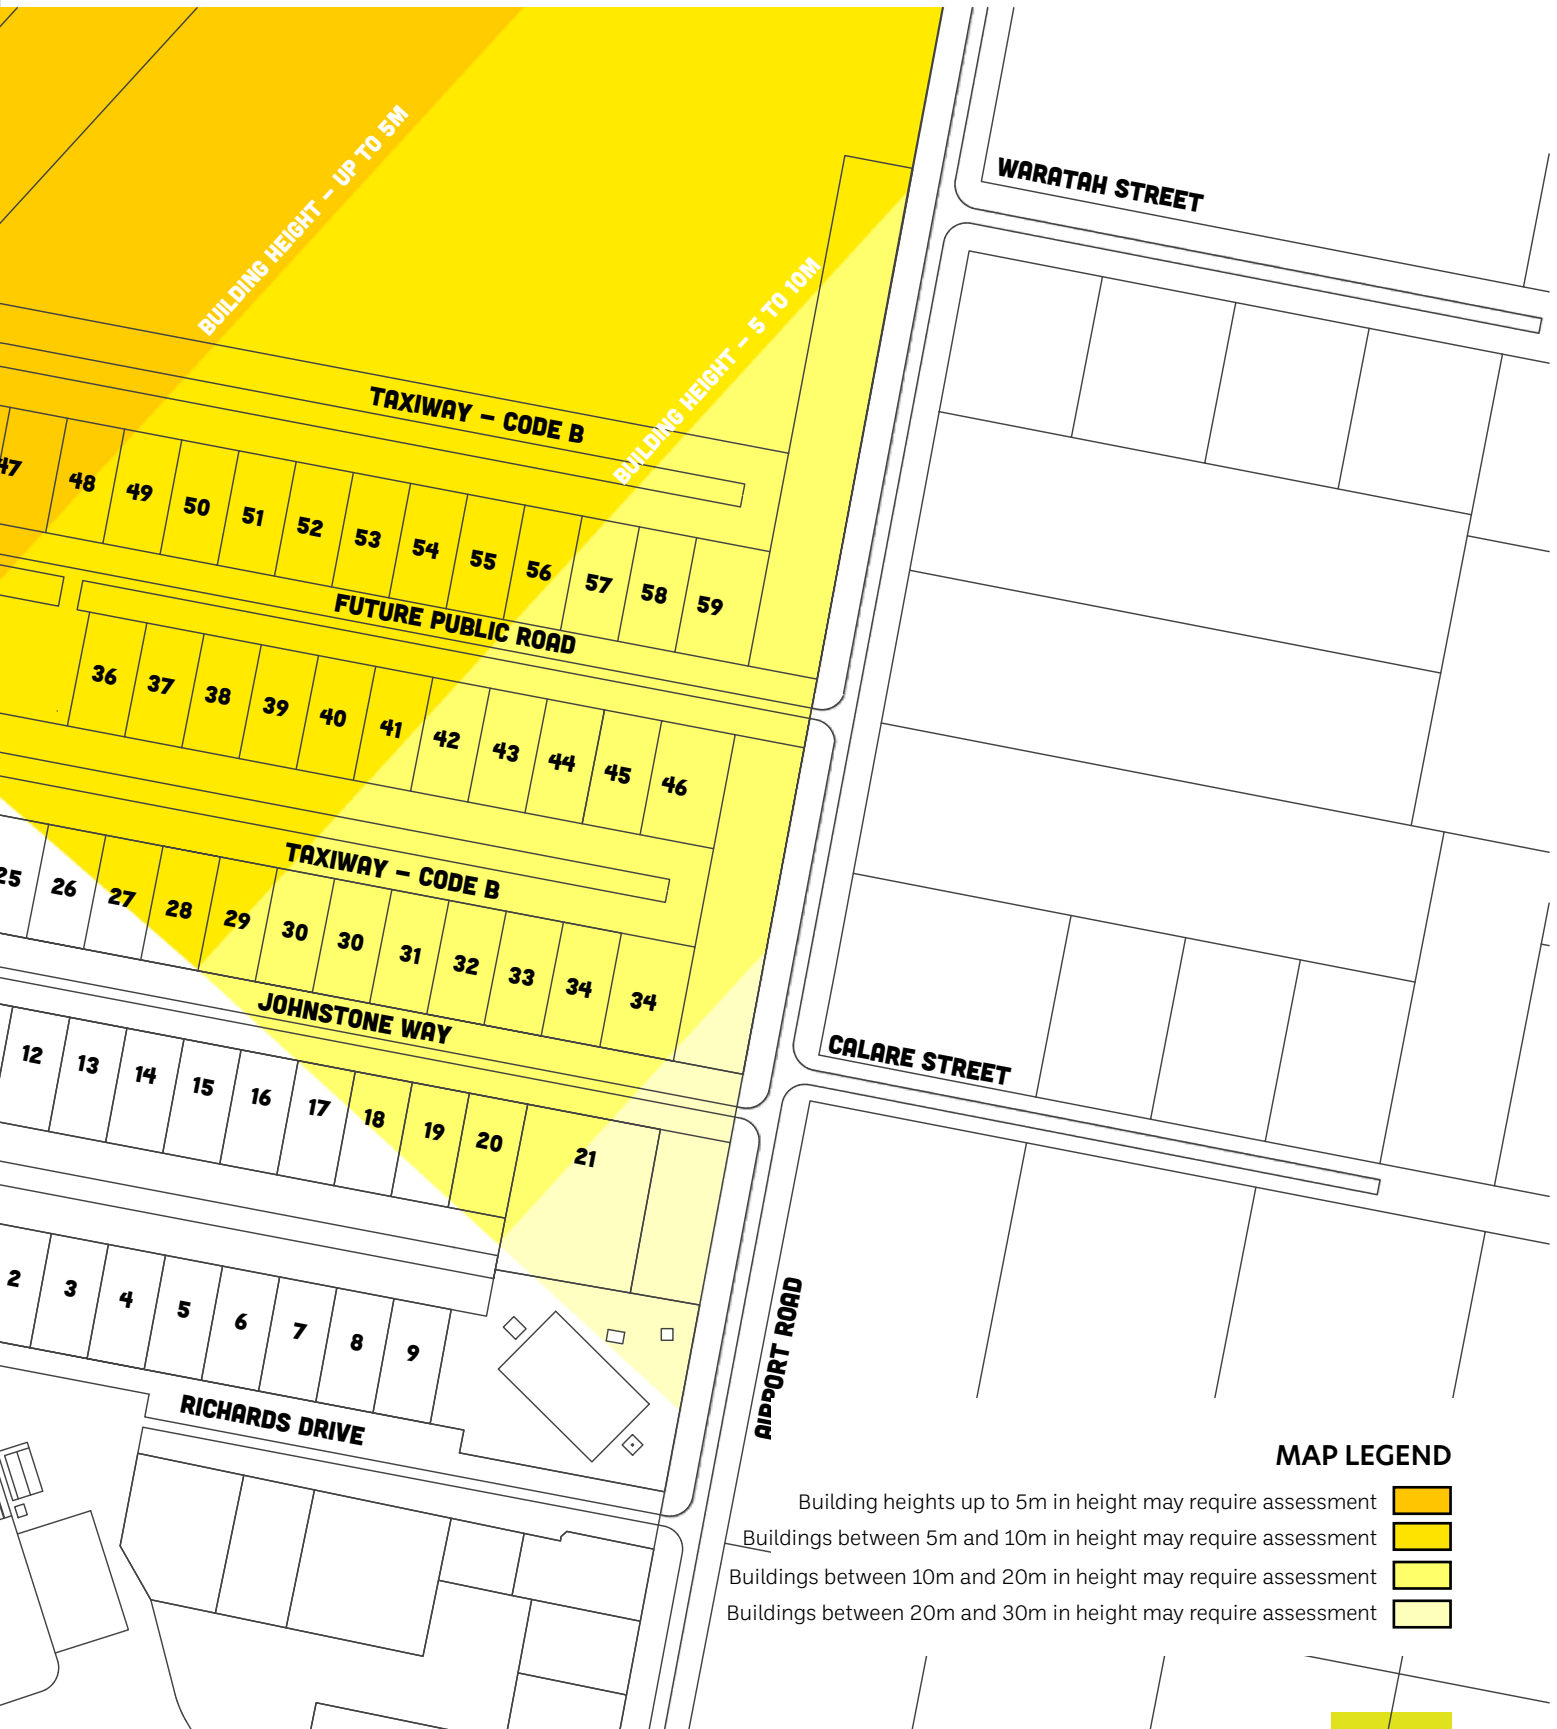 WARATAH STREET
BUILDING HEIGHT – UP TO 5M
BUILDING HEIGHT – 5 TO 10M
TAXIWAY – CODE B
47 48 49 50 51 52 53 54 55 56 57 58 59
FUTURE PUBLIC ROAD
36 37 38 39 40 41 42 43 44 45 46
TAXIWAY – CODE B
25 26 27 28 29 30 30 31 32 33 34 34
JOHNSTONE WAY
CALARE STREET
12 13 14 15 16 17 18 19 20 21
2 3 4 5 6 7 8 9
AIRPORT ROAD
RICHARDS DRIVE
MAP LEGEND
Building heights up to 5m in height may require assessment
Buildings between 5m and 10m in height may require assessment
Buildings between 10m and 20m in height may require assessment
Buildings between 20m and 30m in height may require assessment